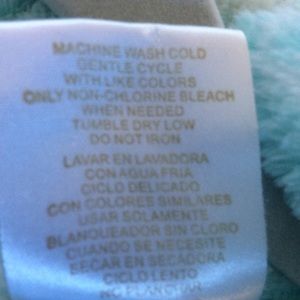 MACHINE WASH COLD
GENTLE CYCLE
WITH LIKE COLORS
ONLY NON-CHLORINE BLEACH
WHEN NEEDED
TUMBLE DRY LOW
DO NOT IRON
LAVAR EN LAVADORA
CON AGUA FRIA
CICLO DELICADO
CON COLORES SIMILARES
USAR SOLAMENTE
BLANQUEADOR SIN CLORO
CUANDO SE NECESITE
SECAR EN SECADORA
CICLO LENTO
NO PLANCHAR